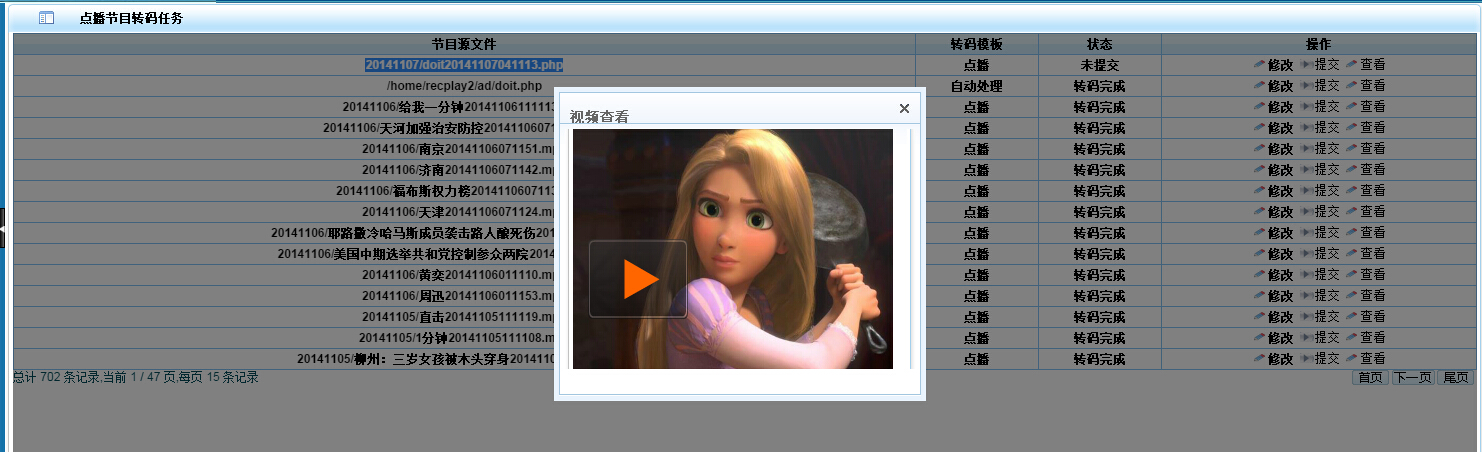 点播节目转码任务
节目源文件 转码模板 状态 操作
20141107/doit20141107041113.php 点播 未提交 修改 提交 查看
/home/recplay2/ad/doit.php 自动处理 转码完成 修改 提交 查看
视频查看
20141106/给我一分钟20141106111113 点播 转码完成 修改 提交 查看
20141106/天河加强治安防控2014110607 点播 转码完成 修改 提交 查看
20141106/南京20141106071151.m 点播 转码完成 修改 提交 查看
20141106/济南20141106071142.m 点播 转码完成 修改 提交 查看
20141106/福布斯权力榜2014110607113 点播 转码完成 修改 提交 查看
20141106/天津20141106071124.m 点播 转码完成 修改 提交 查看
20141106/耶路撒冷哈马斯成员袭击路人酿死伤201 点播 转码完成 修改 提交 查看
20141106/美国中期选举共和党控制参众两院2014 点播 转码完成 修改 提交 查看
20141106/黄奕20141106011110.m 点播 转码完成 修改 提交 查看
20141106/周迅20141106011153.m 点播 转码完成 修改 提交 查看
20141105/直击20141105111119.m 点播 转码完成 修改 提交 查看
20141105/1分钟20141105111108.m 点播 转码完成 修改 提交 查看
20141105/柳州：三岁女孩被木头穿身2014110 点播 转码完成 修改 提交 查看
总计 702 条记录,当前 1 / 47 页,每页 15 条记录 首页 下一页 尾页